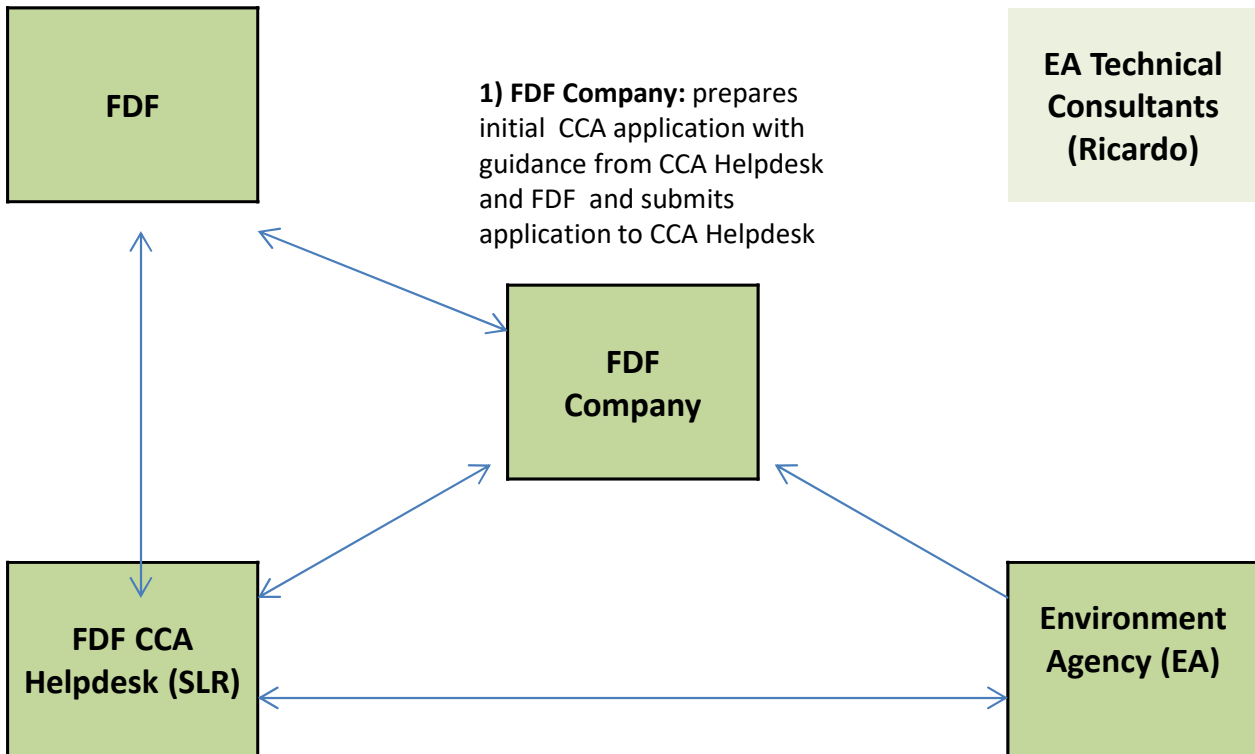 FDF
1) FDF Company: prepares
initial CCA application with
guidance from CCA Helpdesk
and FDF and submits
application to CCA Helpdesk
EA Technical
Consultants
(Ricardo)
FDF
Company
FDF CCA
Helpdesk (SLR)
Environment
Agency (EA)